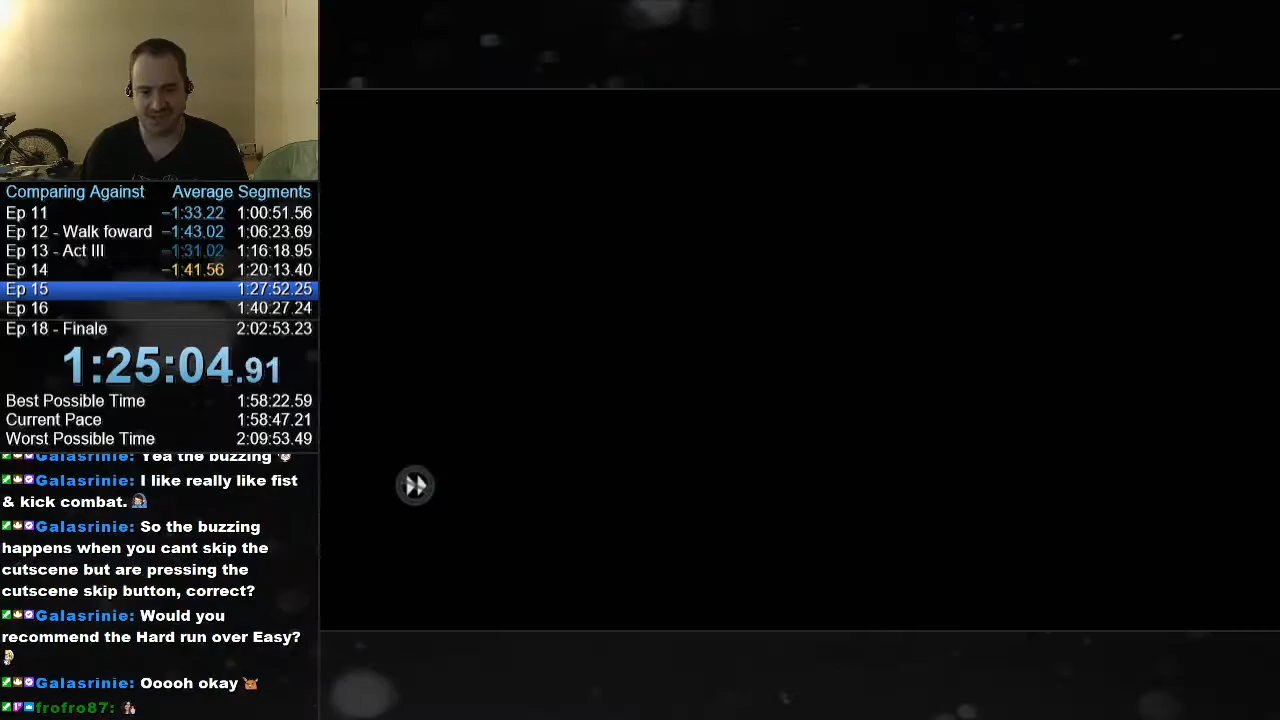 Comparing Against Average Segments
Ep 11 −1:33.22 1:00:51.56
Ep 12 - Walk foward −1:43.02 1:06:23.69
Ep 13 - Act III −1:31.02 1:16:18.95
Ep 14 −1:41.56 1:20:13.40
Ep 15 1:27:52.25
Ep 16 1:40:27.24
Ep 18 - Finale 2:02:53.23
1:25:04.91
Best Possible Time 1:58:22.59
Current Pace 1:58:47.21
Worst Possible Time 2:09:53.49
Galasrinie: Yea the buzzing
Galasrinie: I like really like fist
& kick combat.
Galasrinie: So the buzzing
happens when you cant skip the
cutscene but are pressing the
cutscene skip button, correct?
Galasrinie: Would you
recommend the Hard run over Easy?
Galasrinie: Ooooh okay
frofro87: